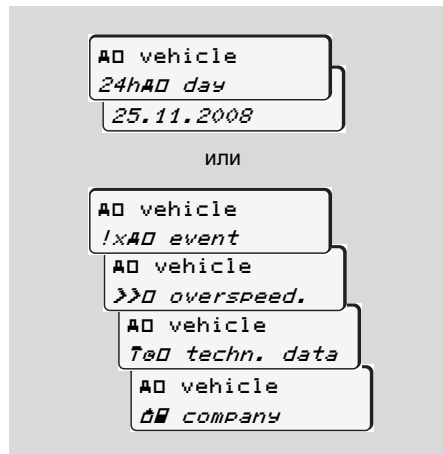 vehicle
24h day
25.11.2008
или
vehicle
!x event
vehicle
>> overspeed.
vehicle
techn. data
vehicle
company